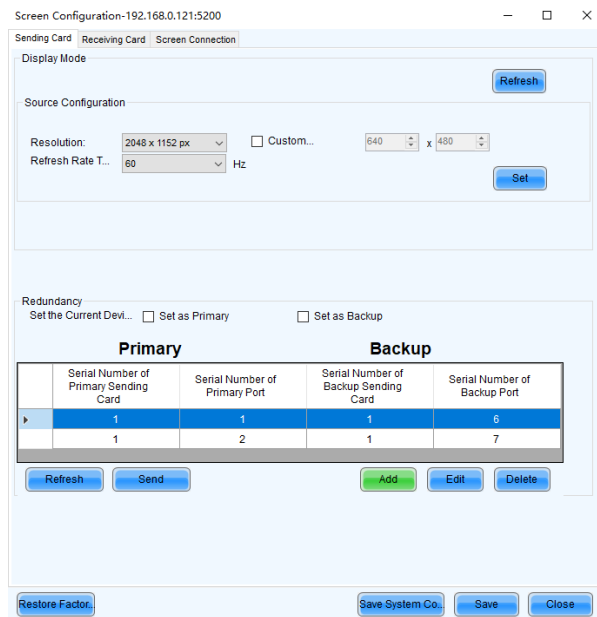 Screen Configuration-192.168.0.121:5200
Sending Card Receiving Card Screen Connection
Display Mode
Refresh
Source Configuration
Resolution: 2048 x 1152 px Custom... 640 x 480
Refresh Rate T... 60 Hz
Set
Redundancy
Set the Current Devi... Set as Primary Set as Backup
Primary Backup
Serial Number of Primary Sending Card Serial Number of Primary Port Serial Number of Backup Sending Card Serial Number of Backup Port
1 1 1 6
1 2 1 7
Refresh Send Add Edit Delete
Restore Factor.. Save System Co.. Save Close